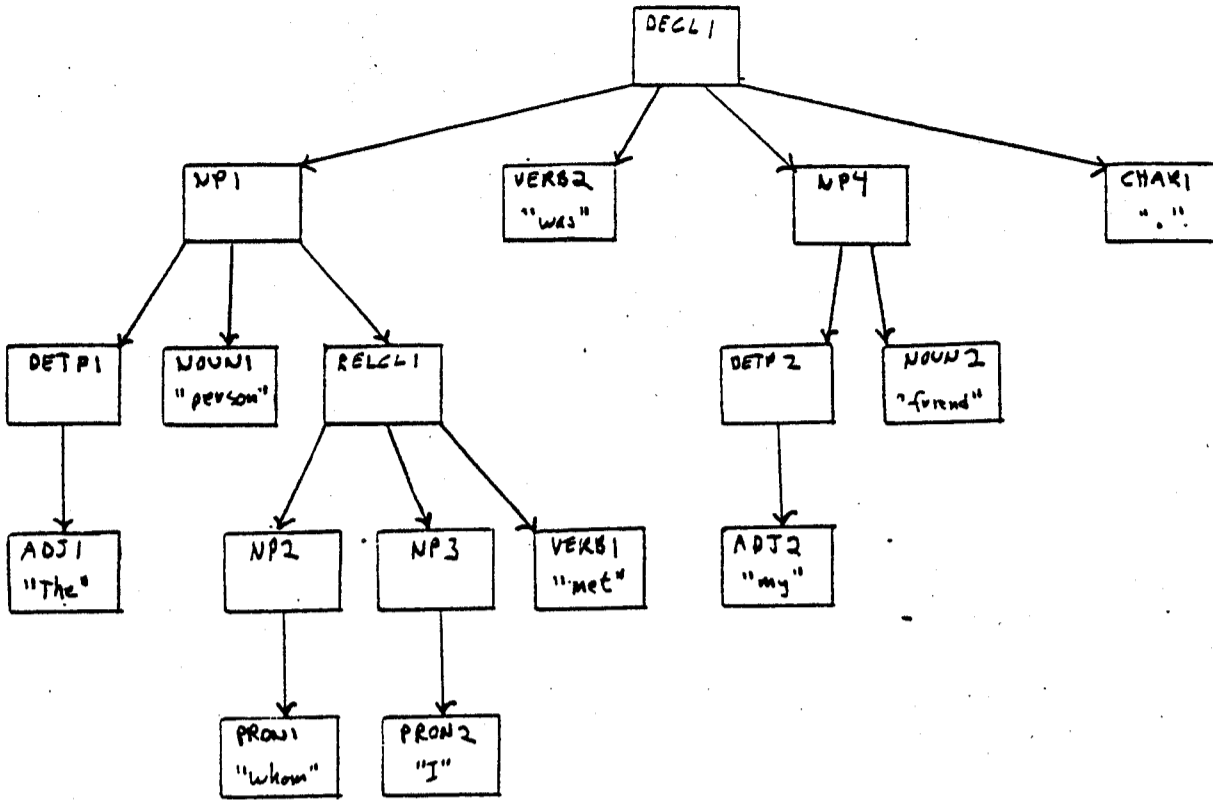 DECL1
NP1
VERB2
"was"
NP4
CHAR1
"."
DETP1
NOUN1
"person"
RELCL1
DETP2
NOUN2
"friend"
ADJ1
"The"
NP2
NP3
VERB1
"met"
ADJ2
"my"
PRON1
"whom"
PRON2
"I"